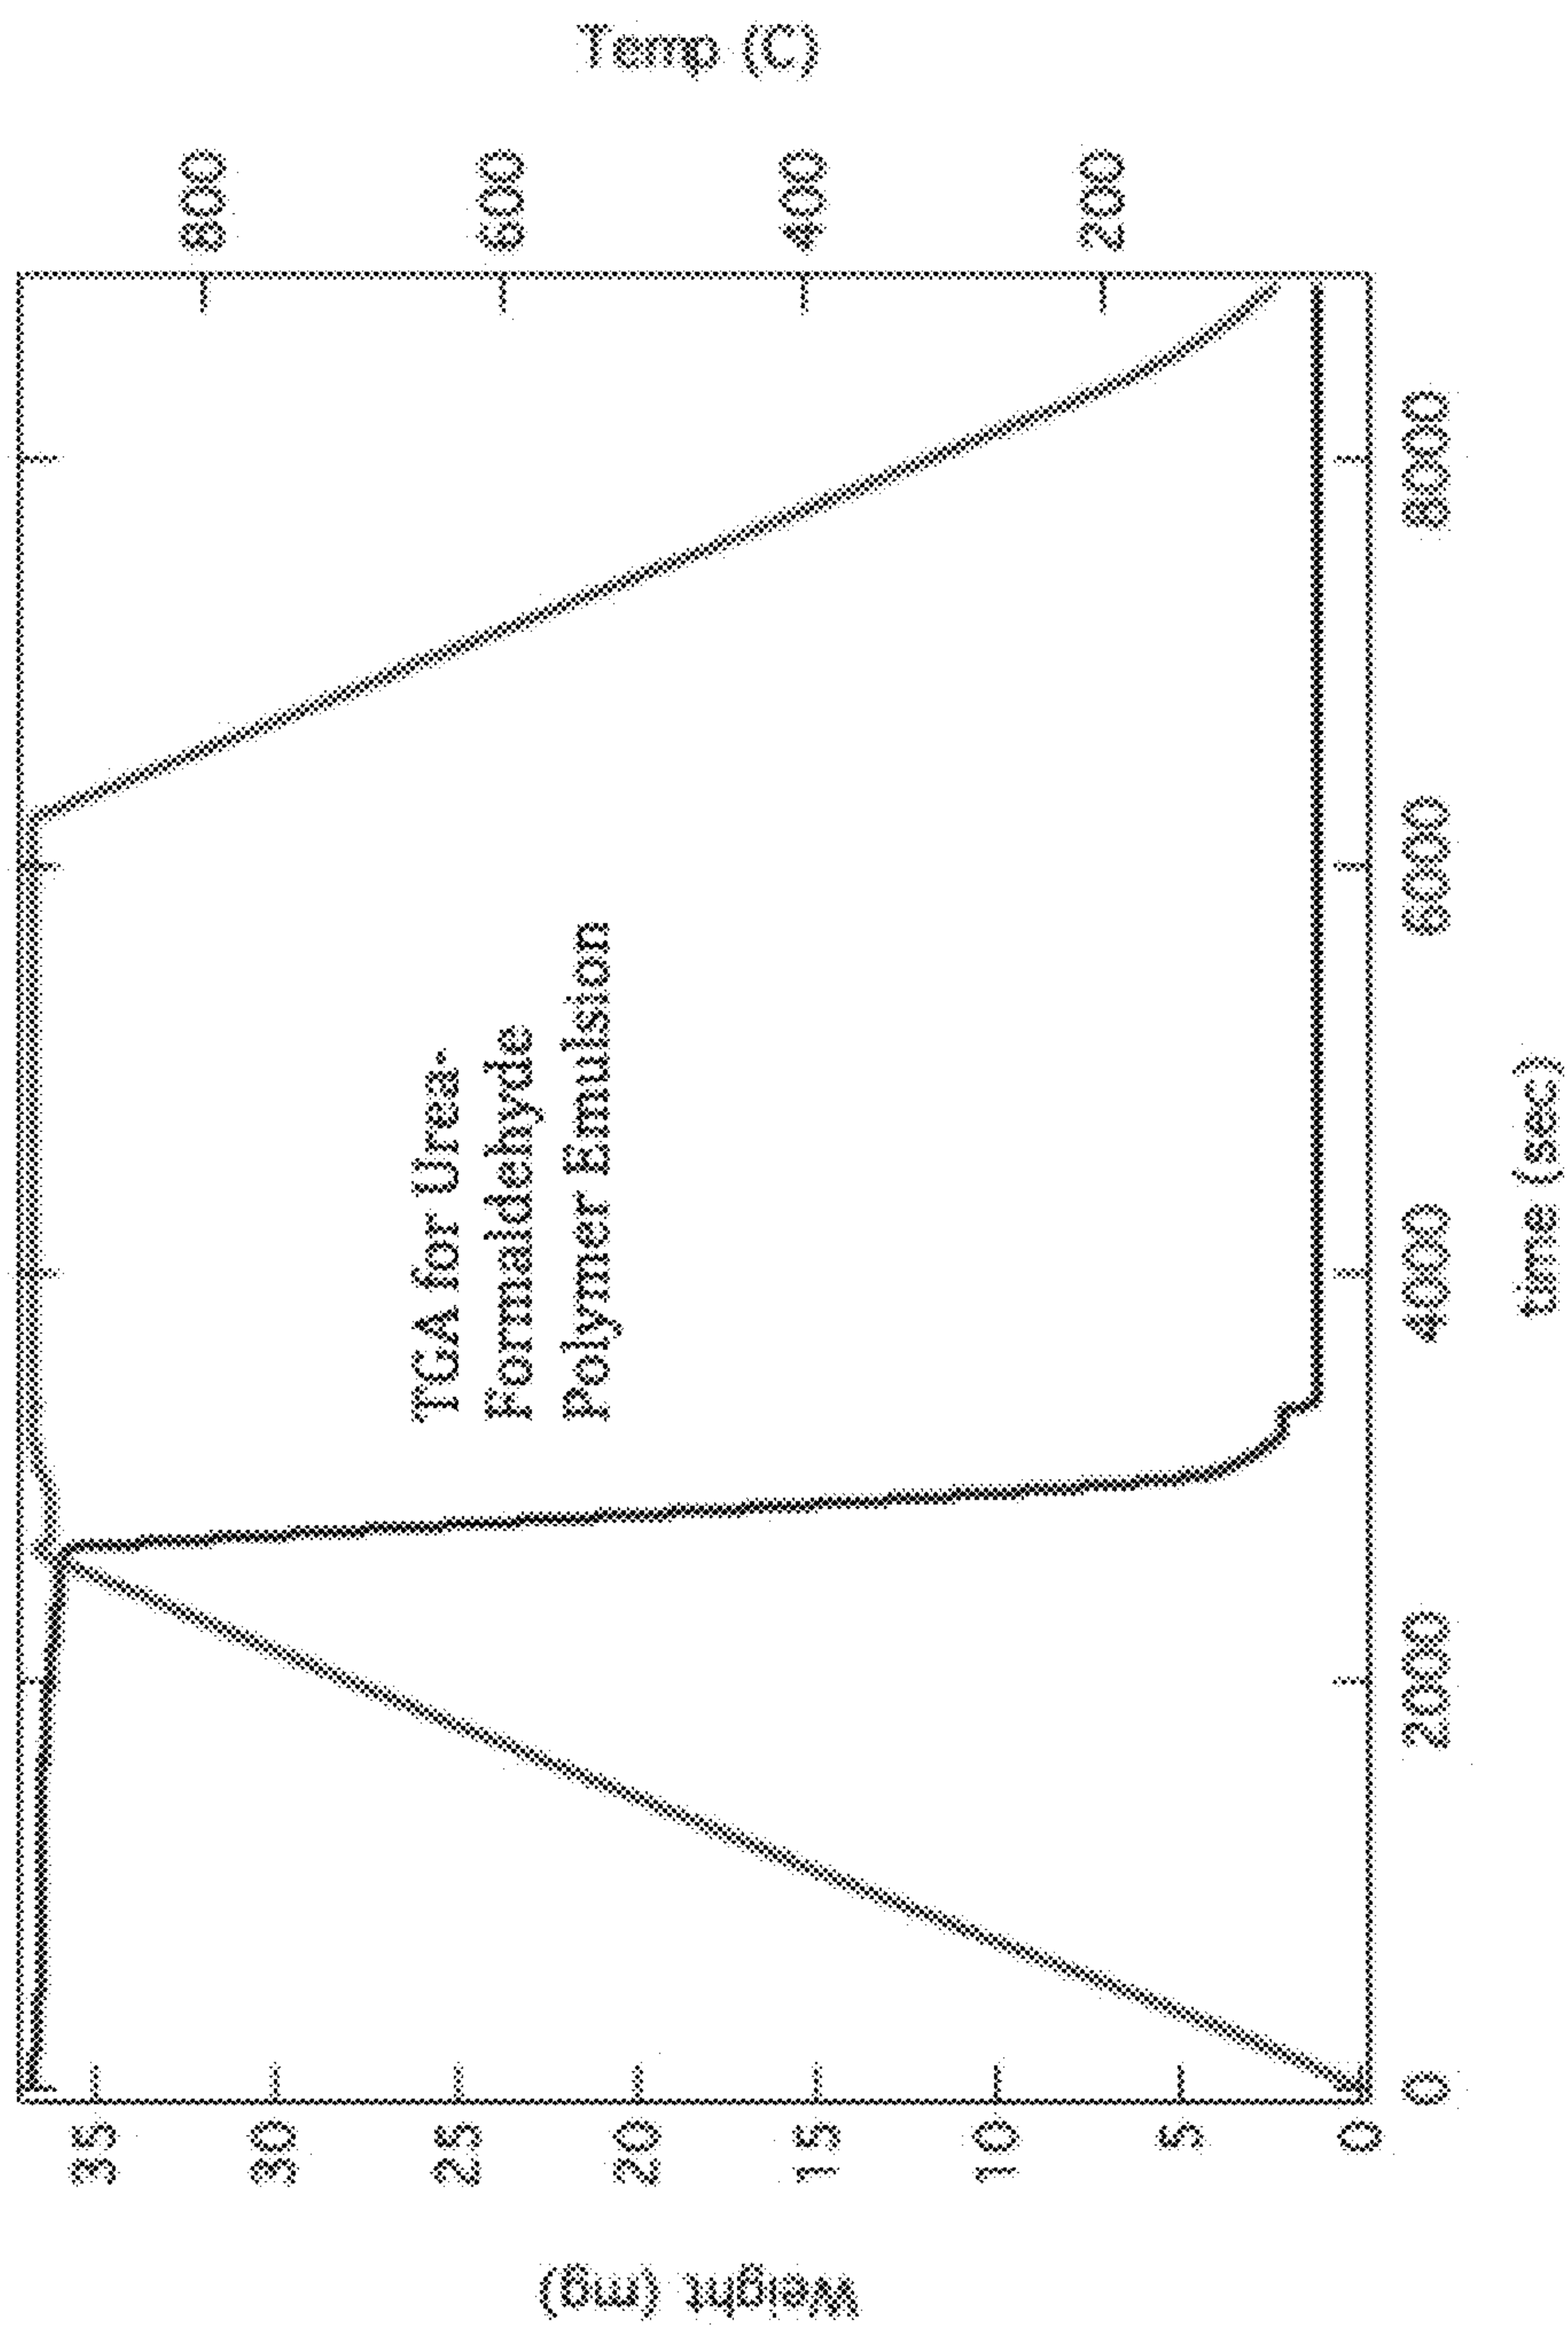 Temp (C)
800
600
400
200
TGA for Urea-
Formaldehyde
Polymer Emulsion
35
30
25
20
15
10
5
0
0
2000
4000
6000
8000
time (sec)
Weight (mg)